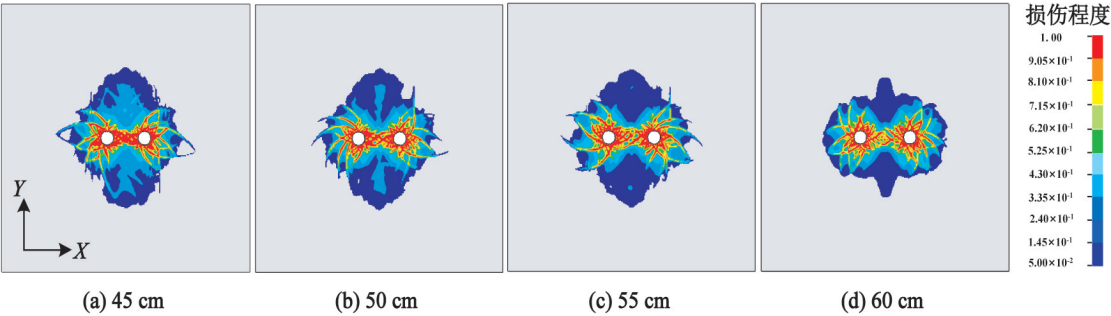 损伤程度
1.00
9.05×10⁻¹
8.10×10⁻¹
7.15×10⁻¹
6.20×10⁻¹
5.25×10⁻¹
4.30×10⁻¹
3.35×10⁻¹
2.40×10⁻¹
1.45×10⁻¹
5.00×10⁻²
Y
X
(a) 45 cm
(b) 50 cm
(c) 55 cm
(d) 60 cm